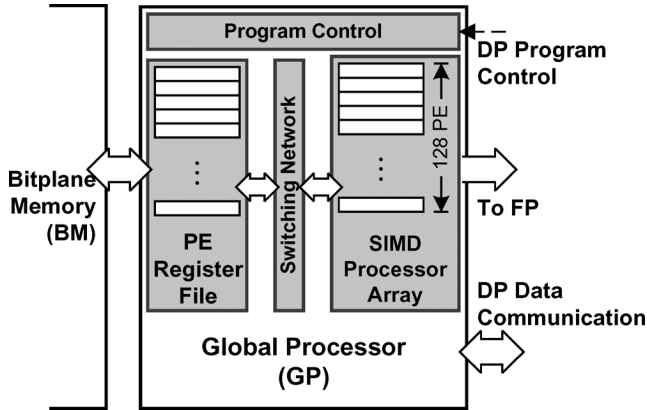 Program Control
DP Program
Control
128 PE
Switching Network
Bitplane
Memory
(BM)
PE
Register
File
SIMD
Processor
Array
To FP
DP Data
Communication
Global Processor
(GP)